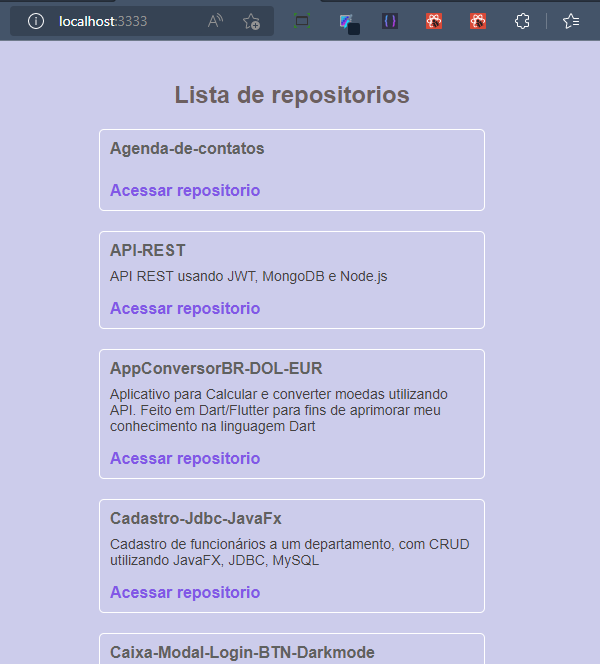 localhost:3333
Lista de repositorios
Agenda-de-contatos
Acessar repositorio
API-REST
API REST usando JWT, MongoDB e Node.js
Acessar repositorio
AppConversorBR-DOL-EUR
Aplicativo para Calcular e converter moedas utilizando
API. Feito em Dart/Flutter para fins de aprimorar meu
conhecimento na linguagem Dart
Acessar repositorio
Cadastro-Jdbc-JavaFx
Cadastro de funcionários a um departamento, com CRUD
utilizando JavaFX, JDBC, MySQL
Acessar repositorio
Caixa-Modal-Login-BTN-Darkmode